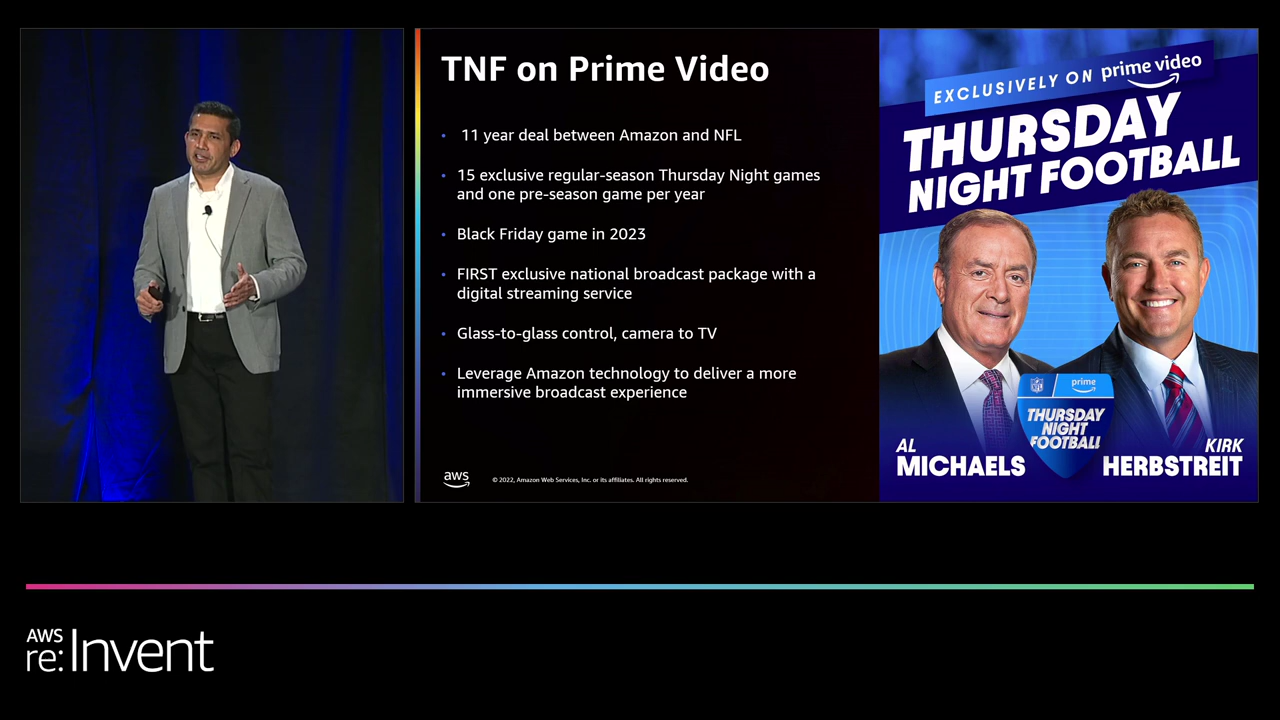 TNF on Prime Video
11 year deal between Amazon and NFL
15 exclusive regular-season Thursday Night games
and one pre-season game per year
Black Friday game in 2023
FIRST exclusive national broadcast package with a
digital streaming service
Glass-to-glass control, camera to TV
Leverage Amazon technology to deliver a more
immersive broadcast experience
aws
© 2022, Amazon Web Services, Inc. or its affiliates. All rights reserved.
EXCLUSIVELY ON prime video
THURSDAY
NIGHT FOOTBALL
NFL prime
THURSDAY
NIGHT
FOOTBALL
AL
MICHAELS
KIRK
HERBSTREIT
AWS
re:Invent